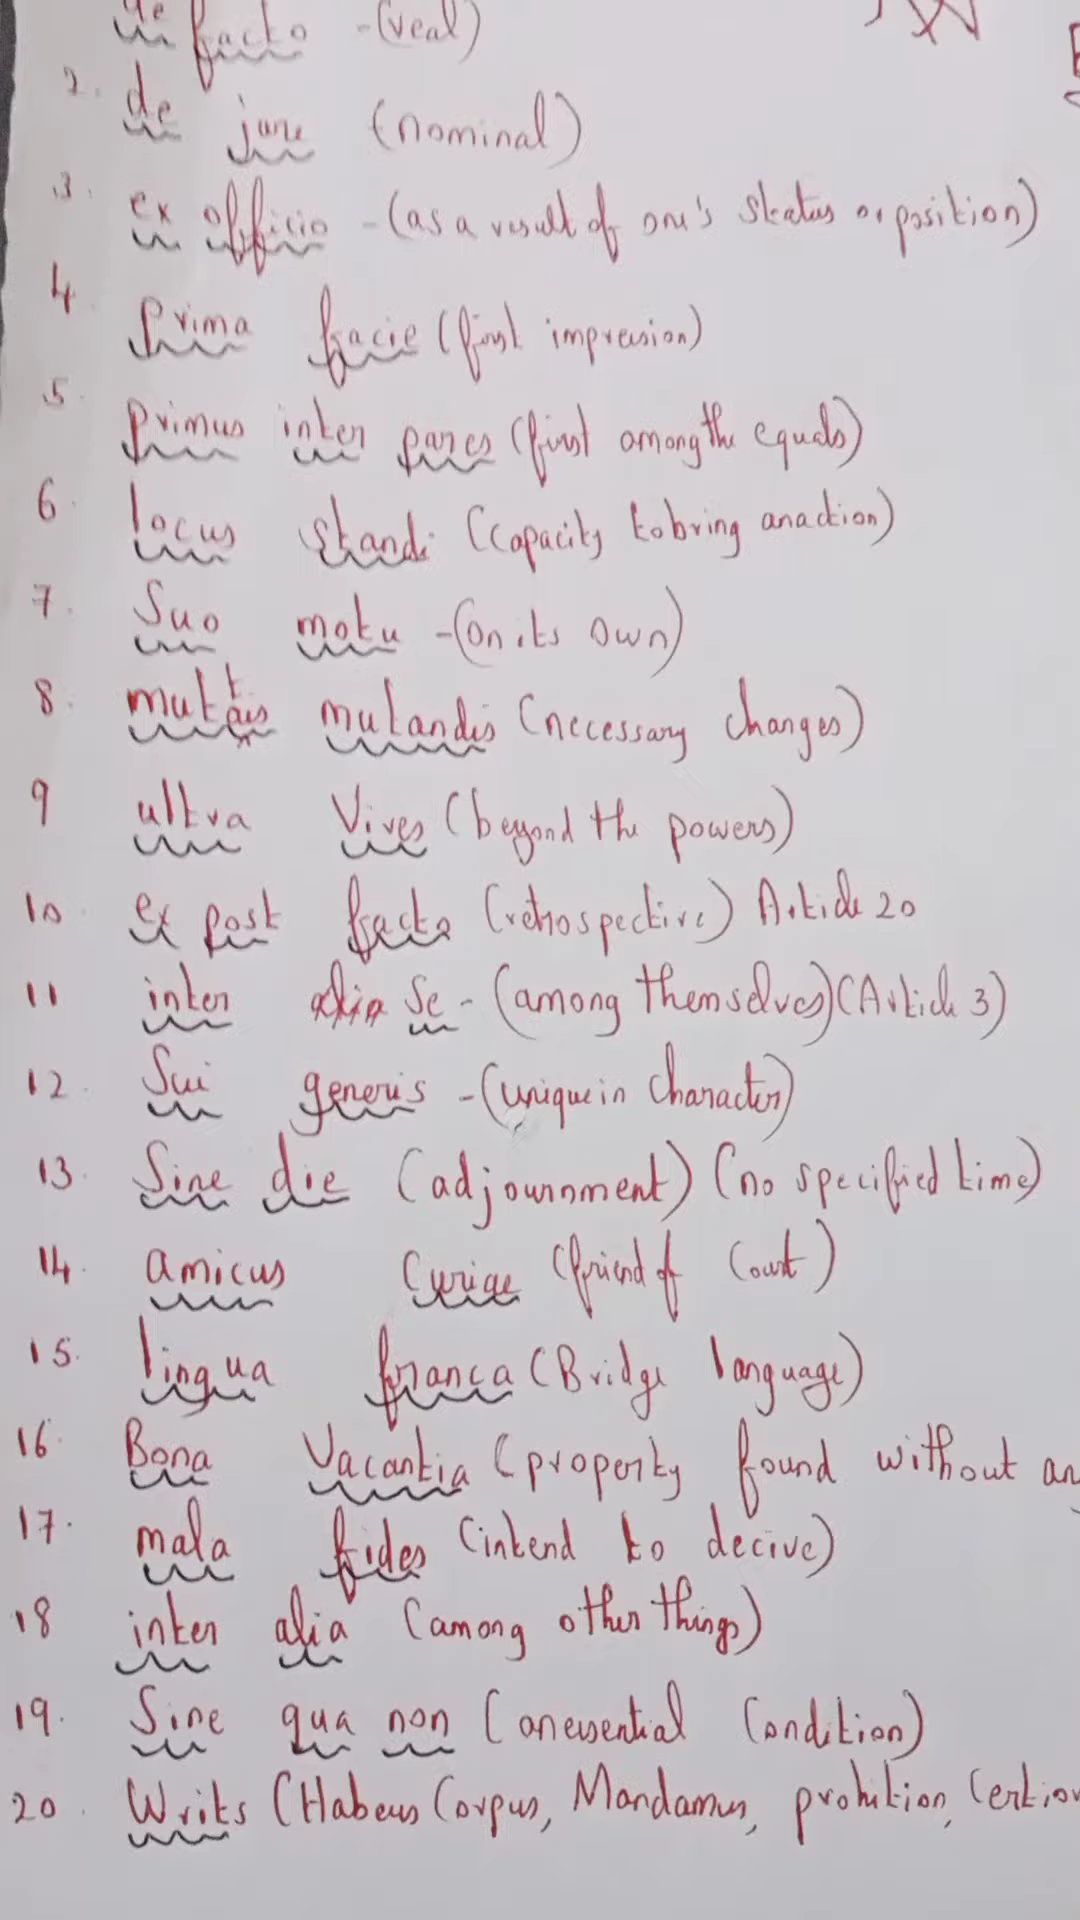 de facto - (real)
2. de jure (nominal)
3. ex officio - (as a result of one's status or position)
4 Prima facie (first impression)
5. Primus inter pares (first among the equals)
6. locus standi (capacity to bring an action)
7. Suo motu - (on its own)
8. mutatis mutandis (necessary changes)
9 ultra Vires (beyond the powers)
10 ex post facto (retrospective) Article 20
11 inter se - (among themselves) (Article 3)
12. Sui generis - (unique in character)
13. Sine die (adjournment) (no specified time)
14. amicus Curiae (friend of Court)
15. lingua franca (Bridge language)
16. Bona Vacantia (property found without
17. mala fides (intend to decive)
18 inter alia (among other things)
19. Sine qua non (an essential Condition)
20. Writs (Habeus Corpus, Mandamus, prohibition,